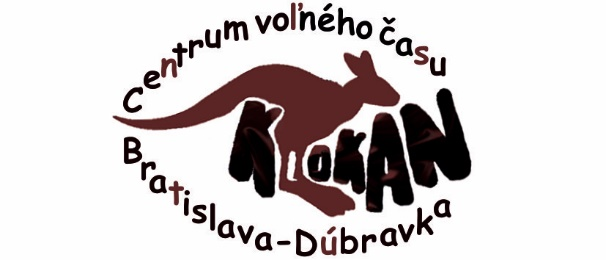 Centrum voľného času
KLOKAN
Bratislava-Dúbravka